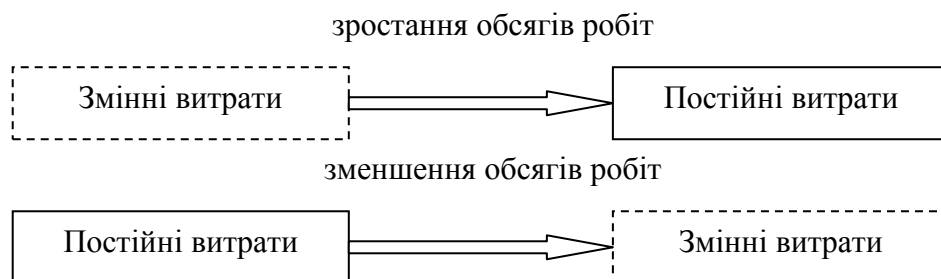 зростання обсягів робіт
Змінні витрати
Постійні витрати
зменшення обсягів робіт
Постійні витрати
Змінні витрати